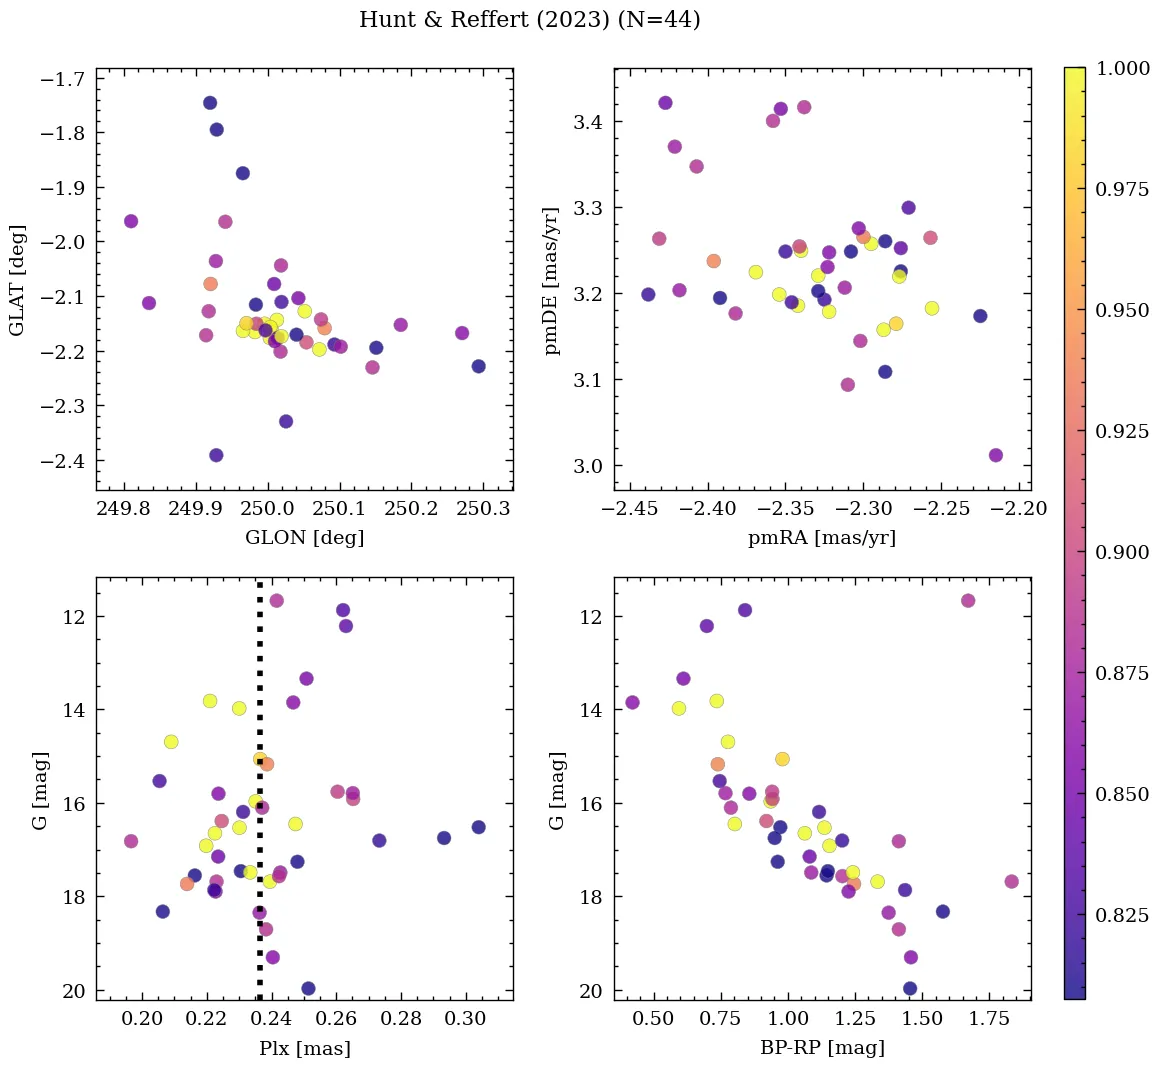 Hunt & Reffert (2023) (N=44)
−1.7
−1.8
−1.9
−2.0
−2.1
−2.2
−2.3
−2.4
GLAT [deg]
249.8 249.9 250.0 250.1 250.2 250.3
GLON [deg]
3.4
3.3
3.2
3.1
3.0
pmDE [mas/yr]
−2.45 −2.40 −2.35 −2.30 −2.25 −2.20
pmRA [mas/yr]
12
14
16
18
20
G [mag]
0.20 0.22 0.24 0.26 0.28 0.30
Plx [mas]
12
14
16
18
20
G [mag]
0.50 0.75 1.00 1.25 1.50 1.75
BP-RP [mag]
1.000
0.975
0.950
0.925
0.900
0.875
0.850
0.825